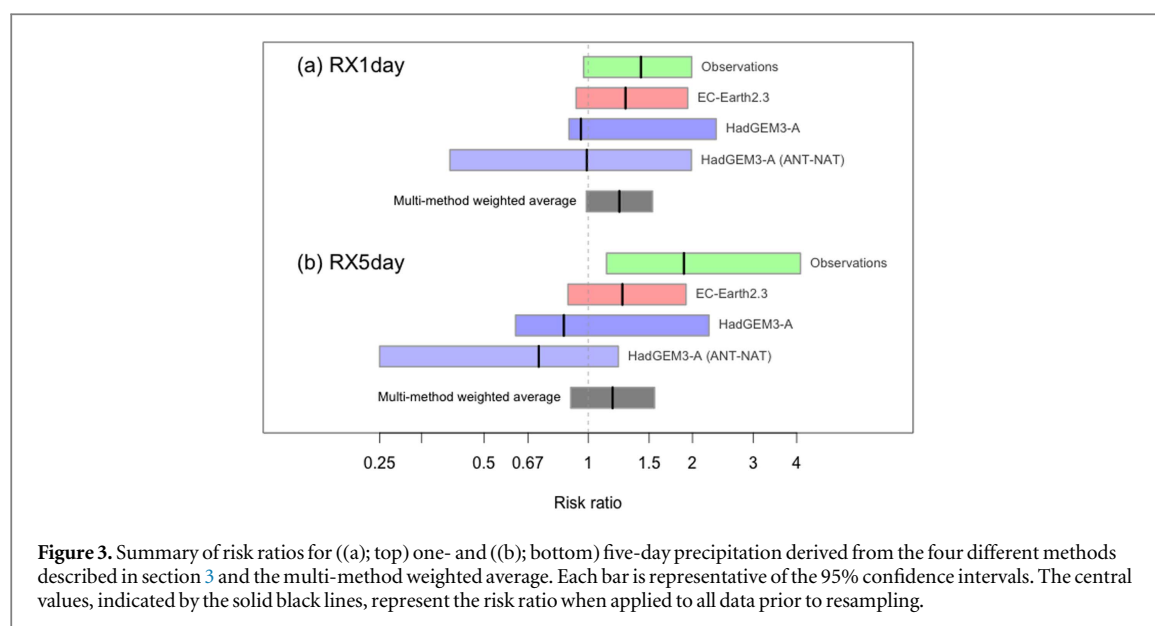 (a) RX1day
Observations
EC-Earth2.3
HadGEM3-A
HadGEM3-A (ANT-NAT)
Multi-method weighted average
(b) RX5day
Observations
EC-Earth2.3
HadGEM3-A
HadGEM3-A (ANT-NAT)
Multi-method weighted average
0.25 0.5 0.67 1 1.5 2 3 4
Risk ratio
Figure 3. Summary of risk ratios for ((a); top) one- and ((b); bottom) five-day precipitation derived from the four different methods
described in section 3 and the multi-method weighted average. Each bar is representative of the 95% confidence intervals. The central
values, indicated by the solid black lines, represent the risk ratio when applied to all data prior to resampling.